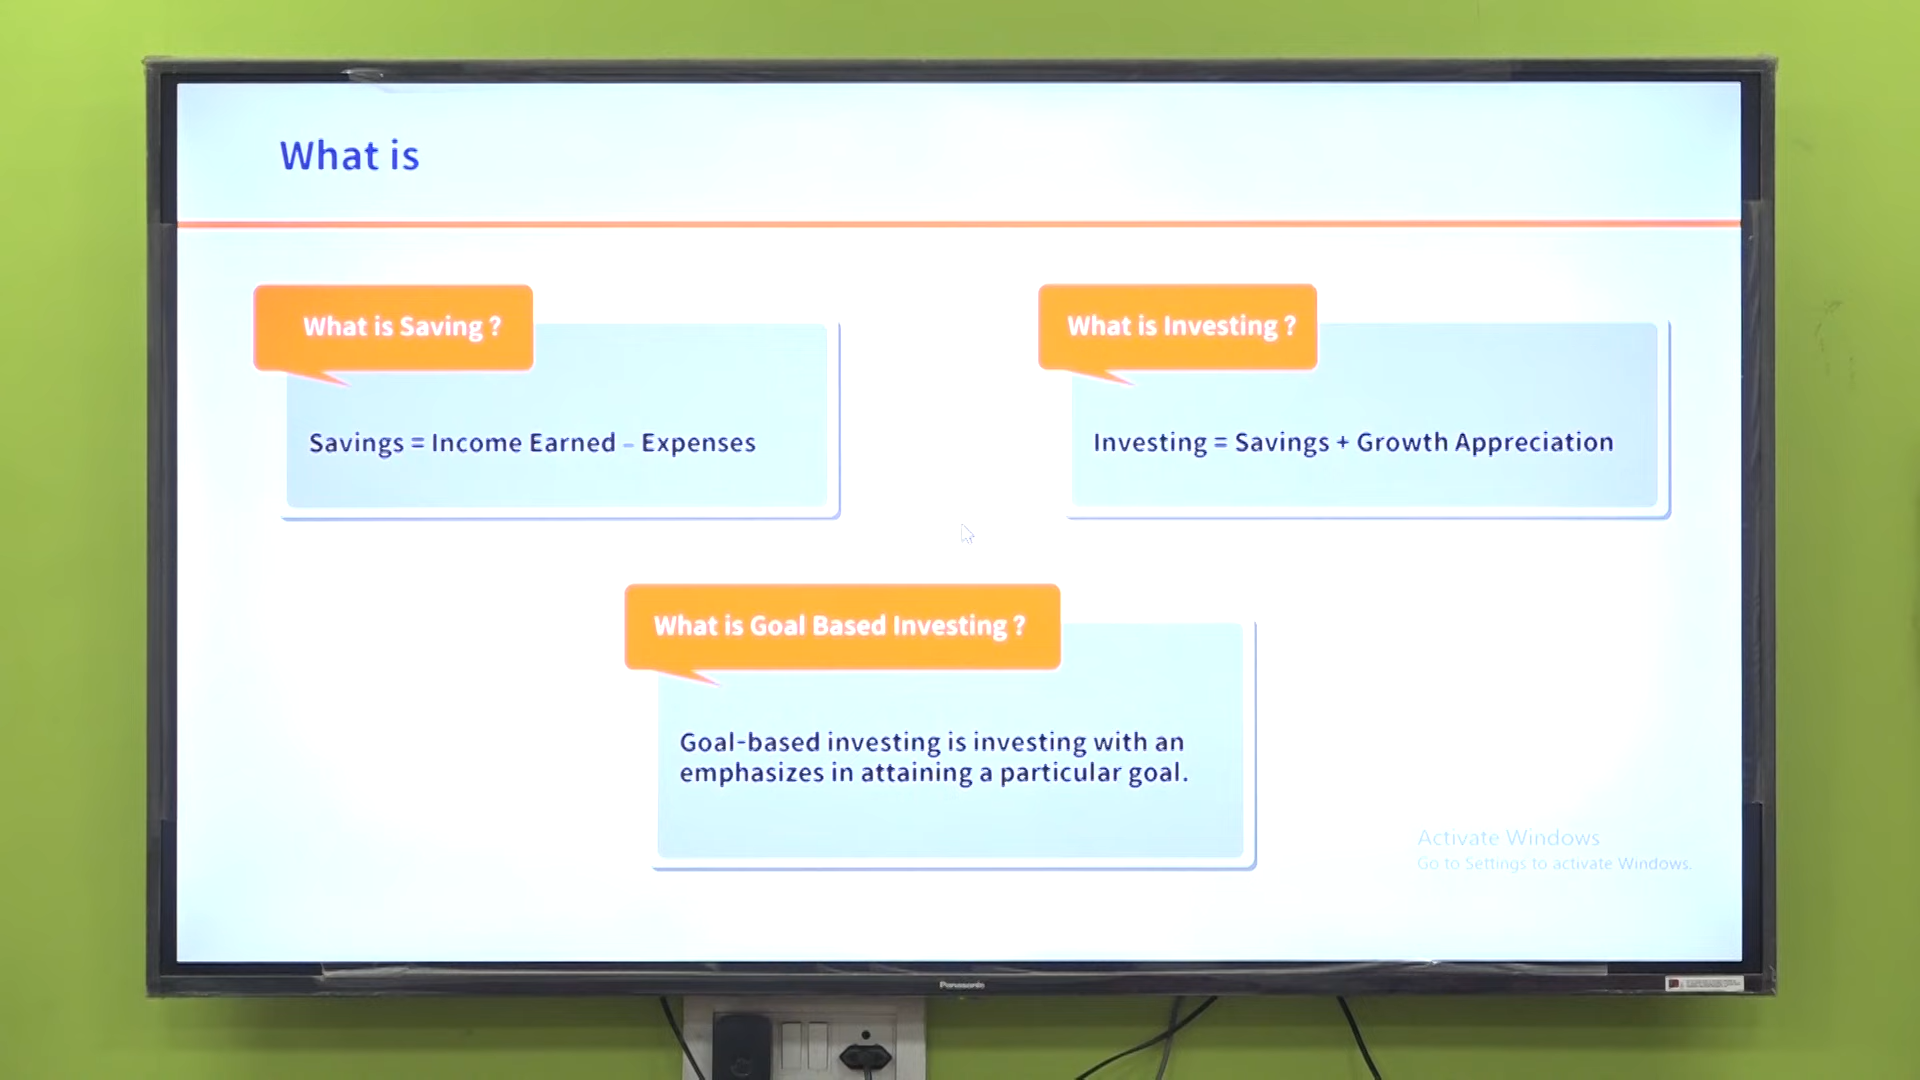 What is
What is Saving ?
Savings = Income Earned – Expenses
What is Investing ?
Investing = Savings + Growth Appreciation
What is Goal Based Investing ?
Goal-based investing is investing with an
emphasizes in attaining a particular goal.
Activate Windows
Go to Settings to activate Windows.
Panasonic